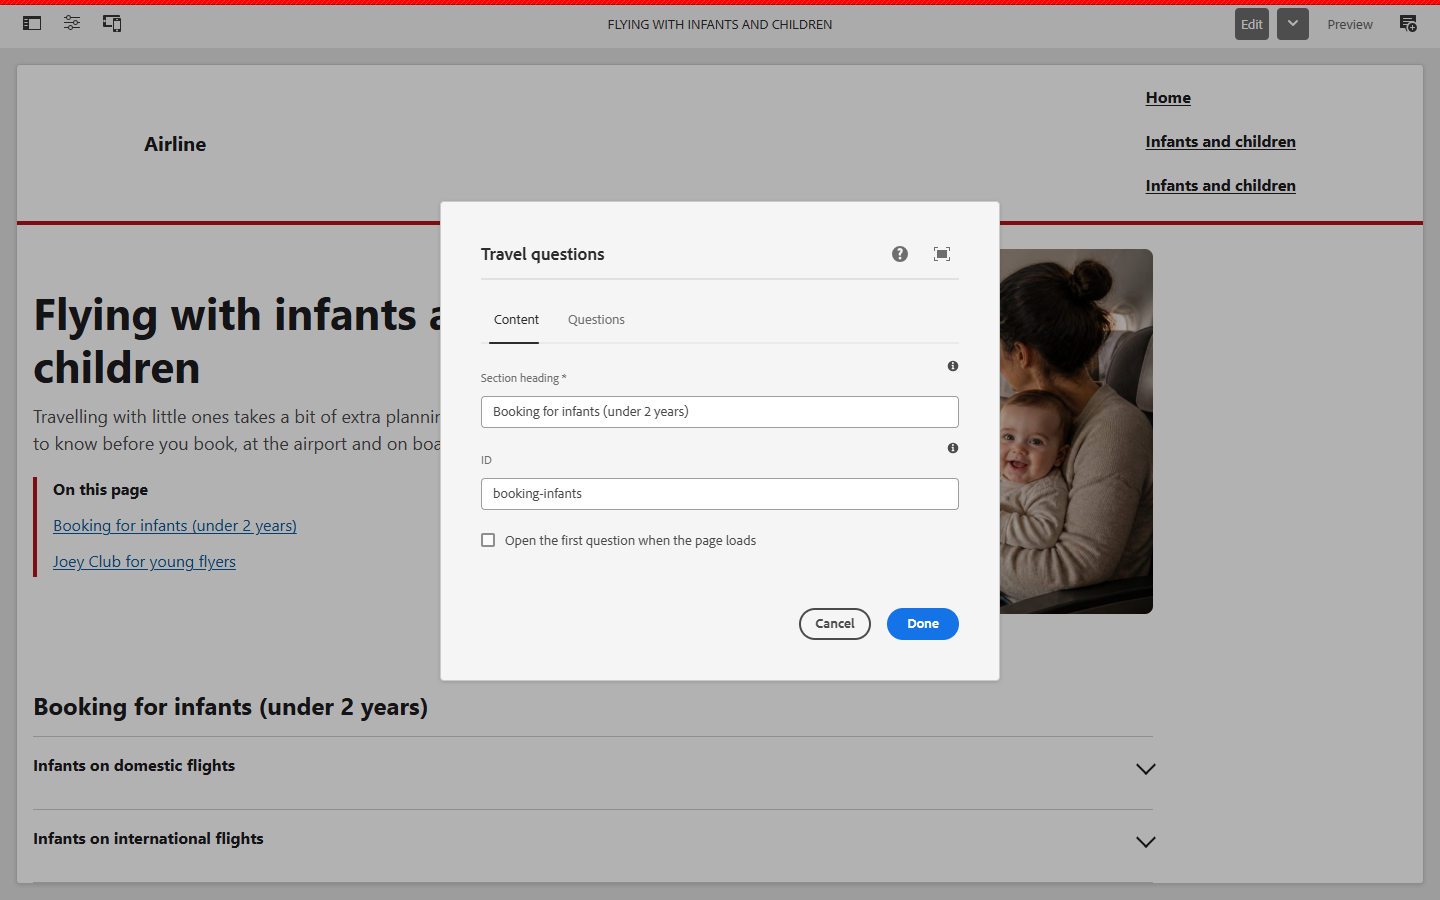 FLYING WITH INFANTS AND CHILDREN
Edit
Preview
Airline
Home
Infants and children
Infants and children
Flying with infants a
children
Travelling with little ones takes a bit of extra plannin
to know before you book, at the airport and on boa
On this page
Booking for infants (under 2 years)
Joey Club for young flyers
Travel questions
Content
Questions
Section heading *
Booking for infants (under 2 years)
ID
booking-infants
Open the first question when the page loads
Cancel
Done
Booking for infants (under 2 years)
Infants on domestic flights
Infants on international flights